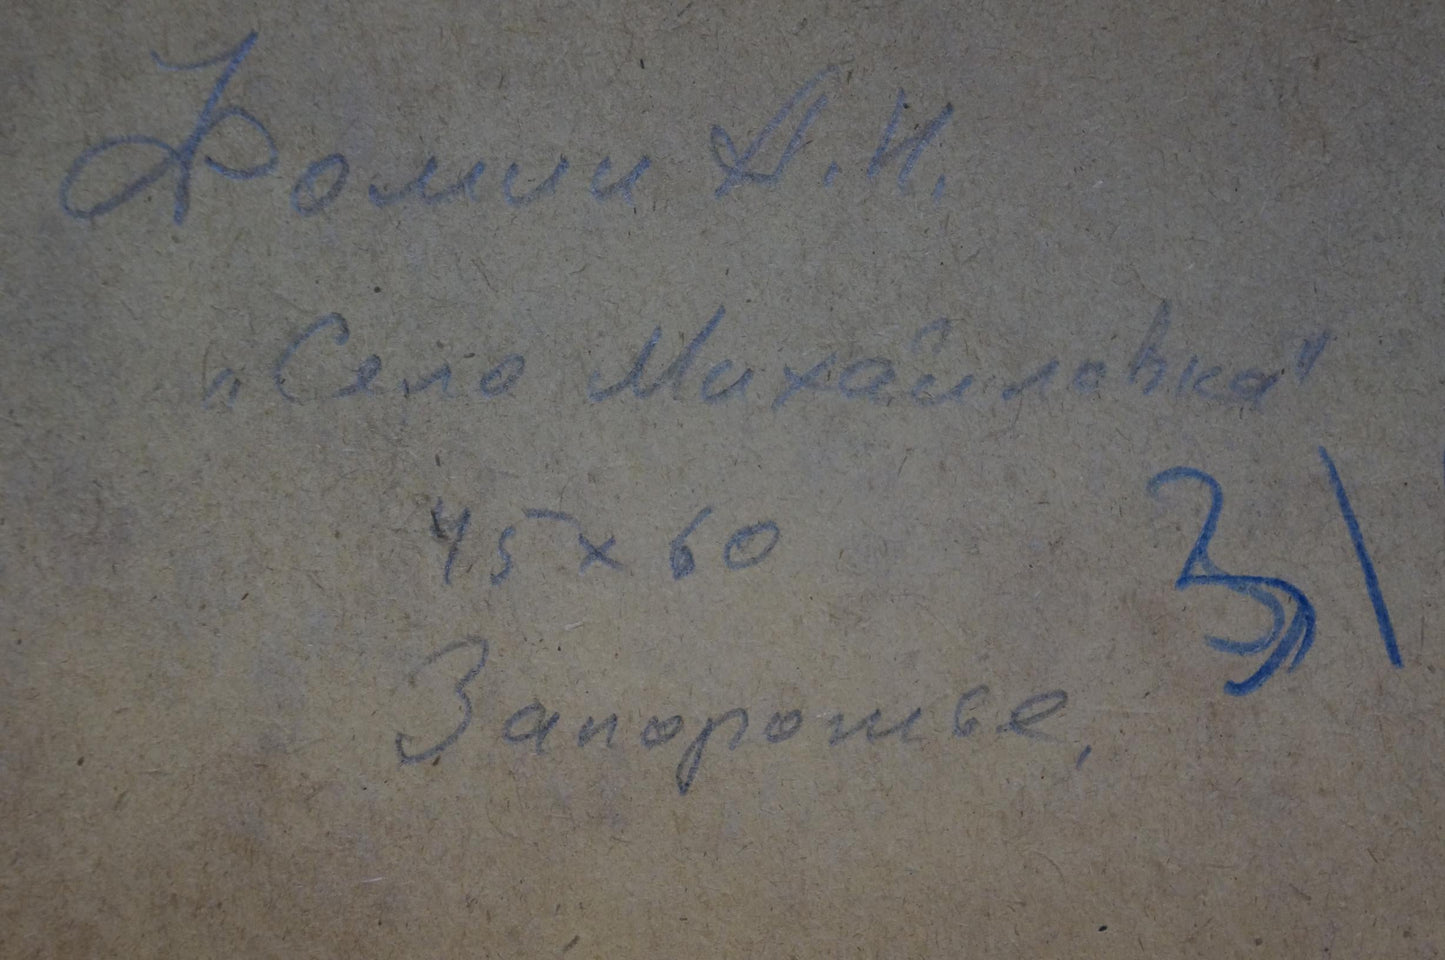 Фомин А.И.
„Село Михайловка"
45 x 60
Запорожье,
31